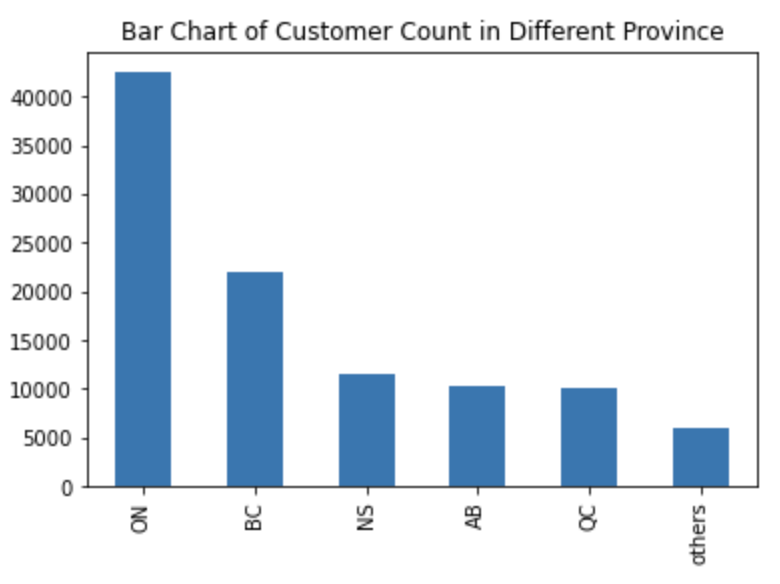 Bar Chart of Customer Count in Different Province
40000
35000
30000
25000
20000
15000
10000
5000
0
ON
BC
NS
AB
QC
others